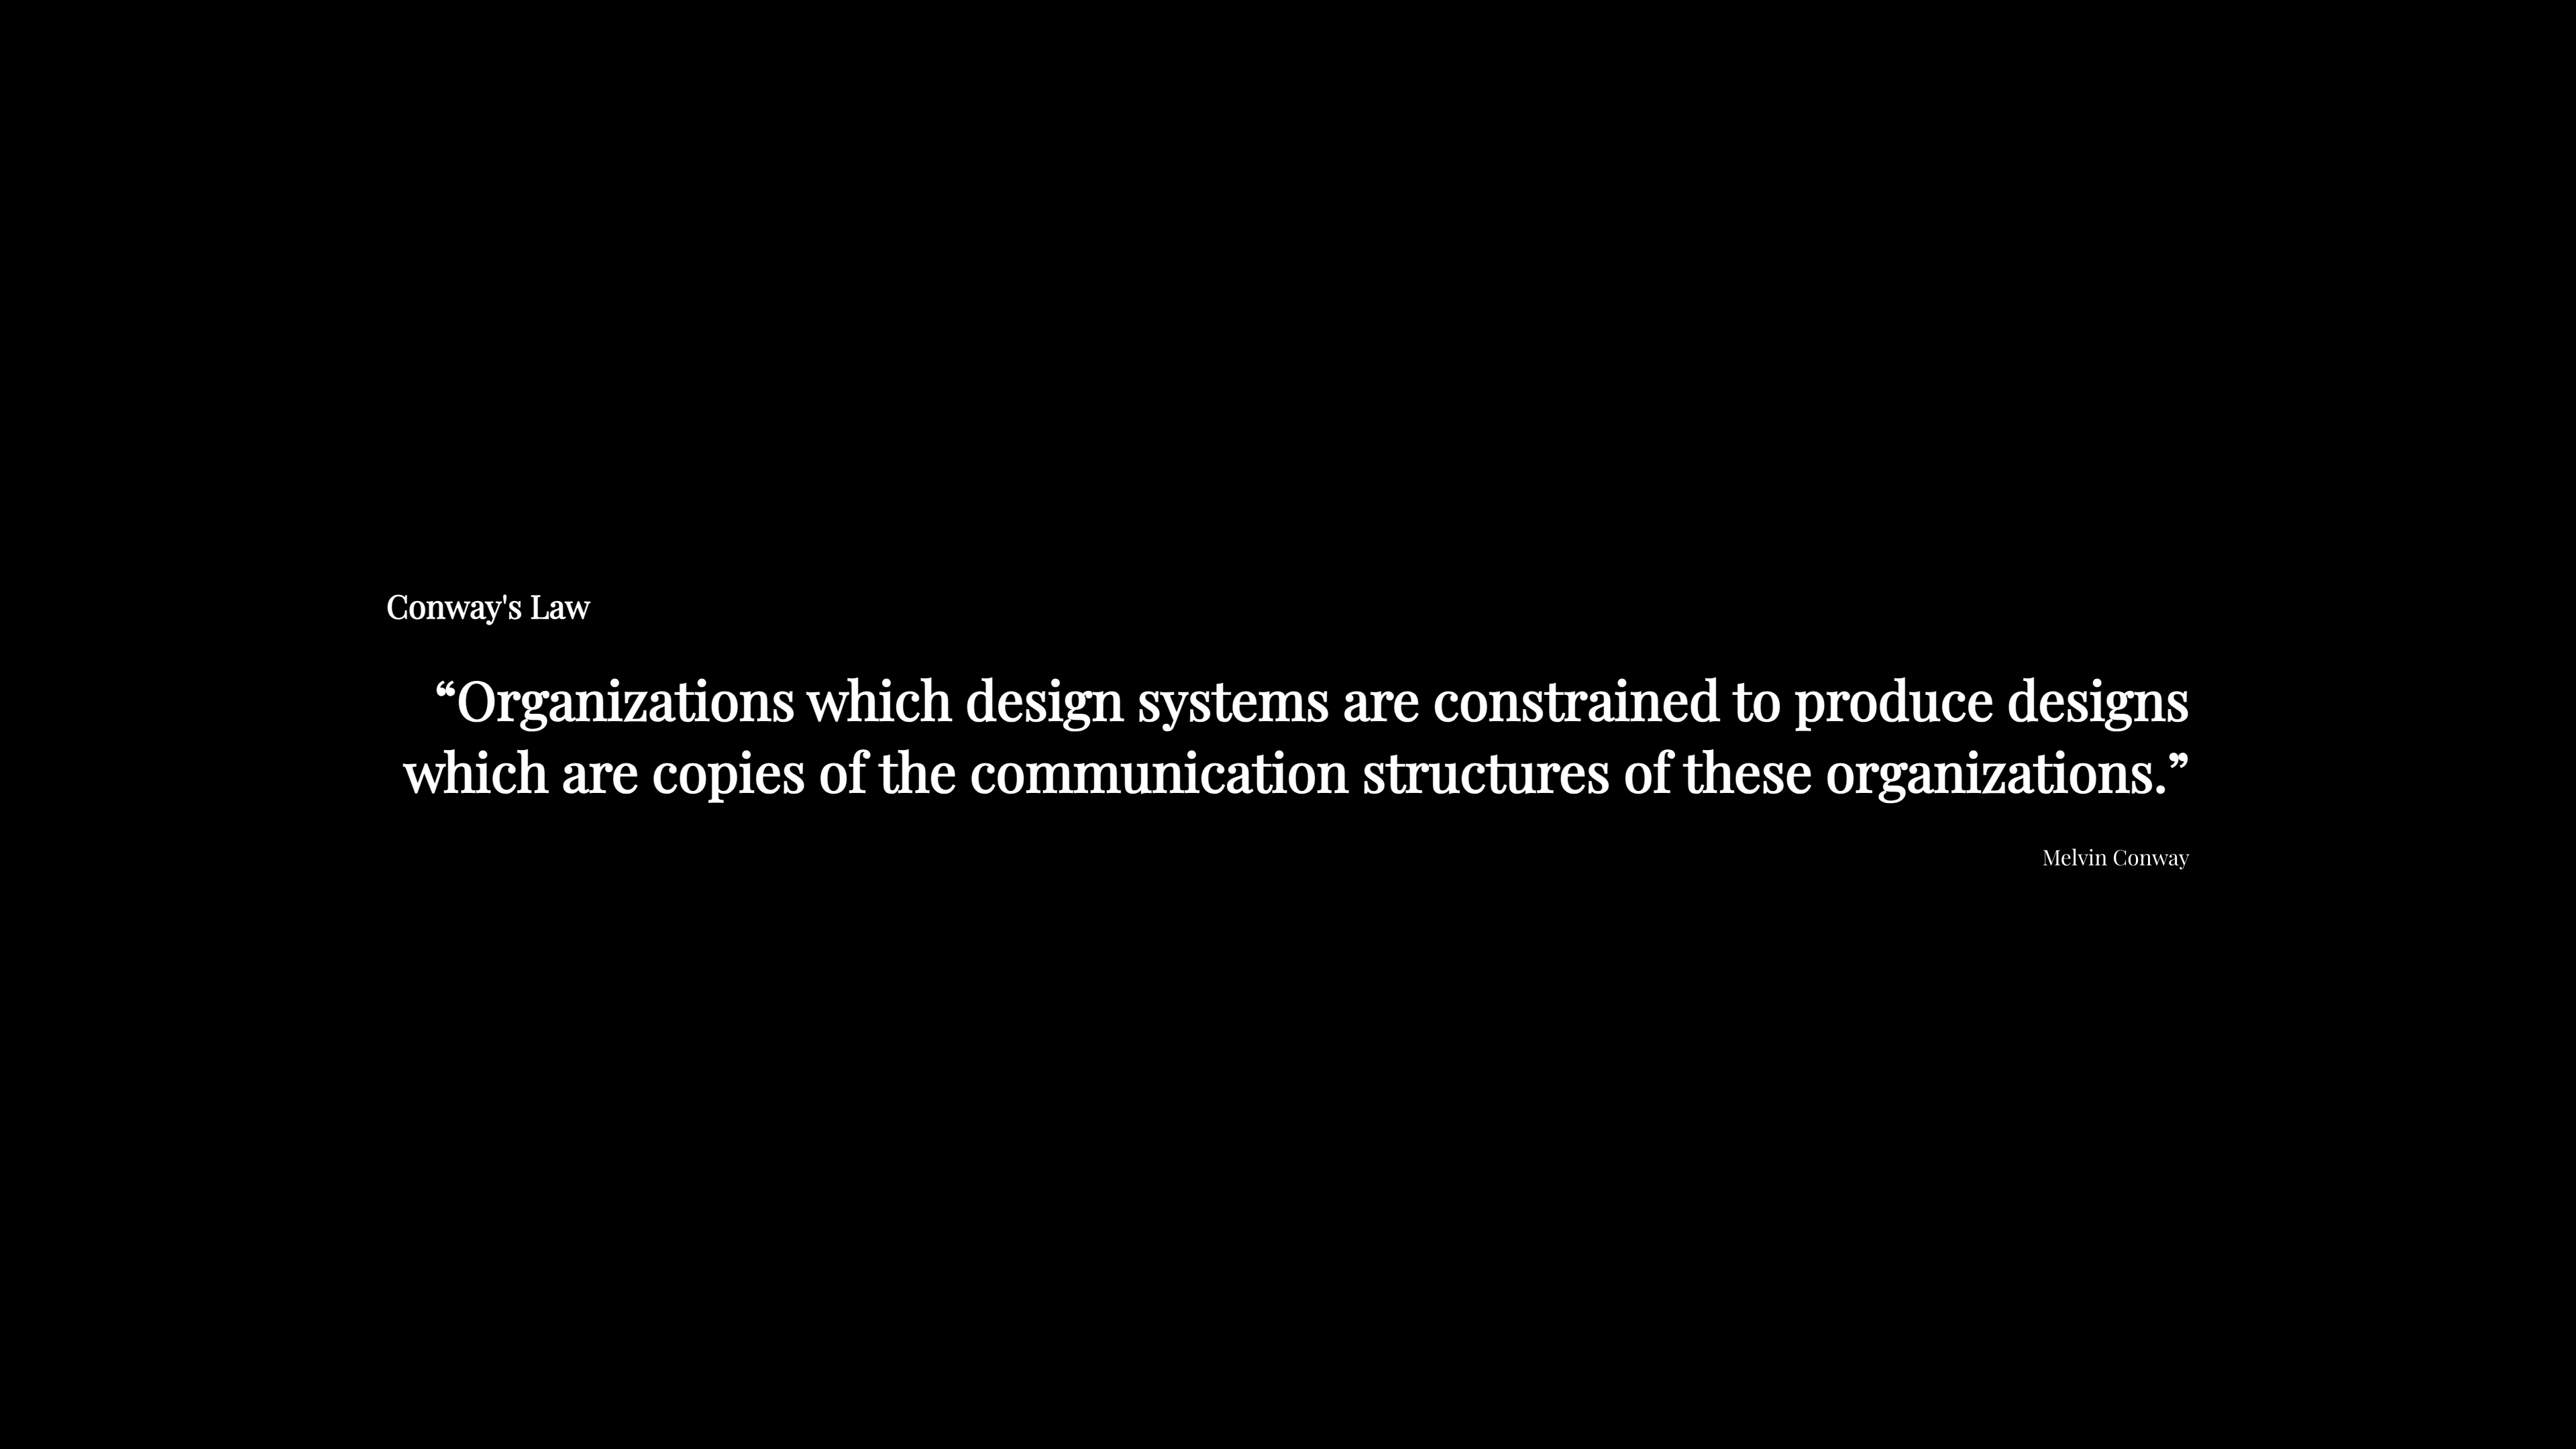 Conway's Law
“Organizations which design systems are constrained to produce designs
which are copies of the communication structures of these organizations.”
Melvin Conway